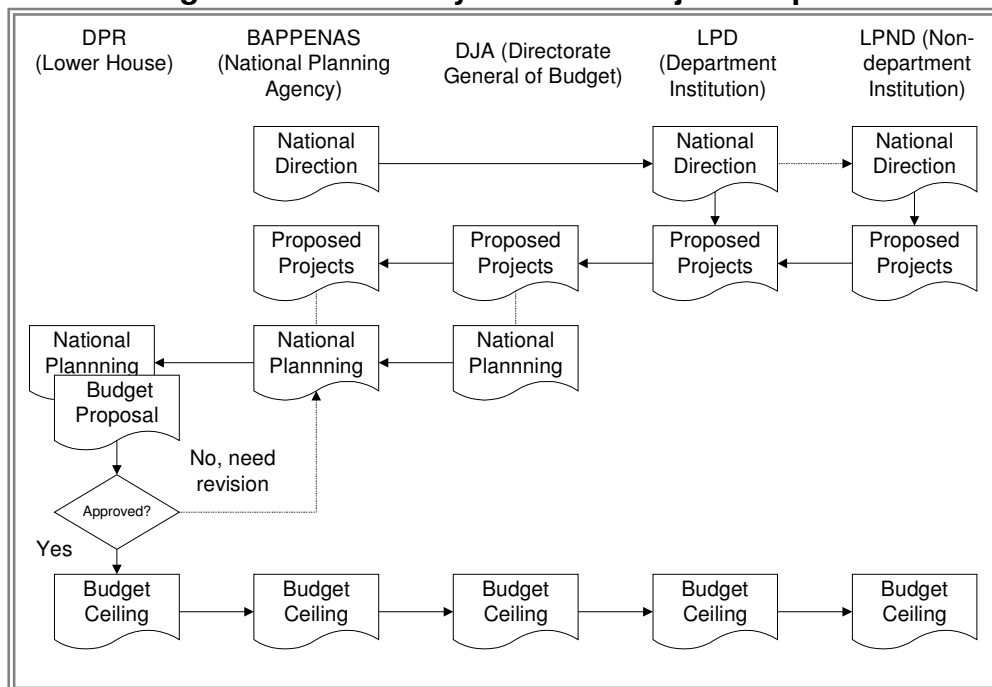 DPR
(Lower House)
BAPPENAS
(National Planning
Agency)
DJA (Directorate
General of Budget)
LPD
(Department
Institution)
LPND (Non-
department
Institution)
National
Direction
National
Direction
National
Direction
Proposed
Projects
Proposed
Projects
Proposed
Projects
Proposed
Projects
National
Plannning
National
Plannning
National
Plannning
Budget
Proposal
No, need
revision
Approved?
Yes
Budget
Ceiling
Budget
Ceiling
Budget
Ceiling
Budget
Ceiling
Budget
Ceiling